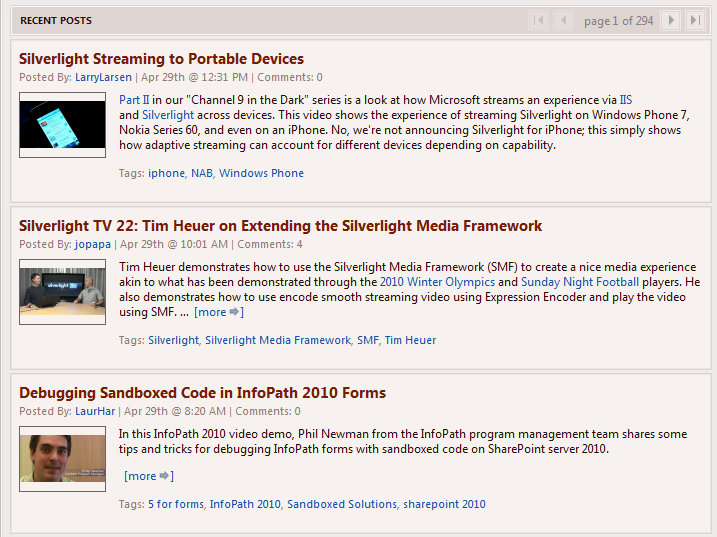 RECENT POSTS
page 1 of 294
Silverlight Streaming to Portable Devices
Posted By: LarryLarsen | Apr 29th @ 12:31 PM | Comments: 0
Part II in our "Channel 9 in the Dark" series is a look at how Microsoft streams an experience via IIS
and Silverlight across devices. This video shows the experience of streaming Silverlight on Windows Phone 7,
Nokia Series 60, and even on an iPhone. No, we're not announcing Silverlight for iPhone; this simply shows
how adaptive streaming can account for different devices depending on capability.
Tags: iphone, NAB, Windows Phone
Silverlight TV 22: Tim Heuer on Extending the Silverlight Media Framework
Posted By: jopapa | Apr 29th @ 10:01 AM | Comments: 4
silverlight
Tim Heuer demonstrates how to use the Silverlight Media Framework (SMF) to create a nice media experience
akin to what has been demonstrated through the 2010 Winter Olympics and Sunday Night Football players. He
also demonstrates how to use encode smooth streaming video using Expression Encoder and play the video
using SMF. ... [more ]
Tags: Silverlight, Silverlight Media Framework, SMF, Tim Heuer
Debugging Sandboxed Code in InfoPath 2010 Forms
Posted By: LaurHar | Apr 29th @ 8:20 AM | Comments: 0
In this InfoPath 2010 video demo, Phil Newman from the InfoPath program management team shares some
tips and tricks for debugging InfoPath forms with sandboxed code on SharePoint server 2010.
[more ]
Tags: 5 for forms, InfoPath 2010, Sandboxed Solutions, sharepoint 2010